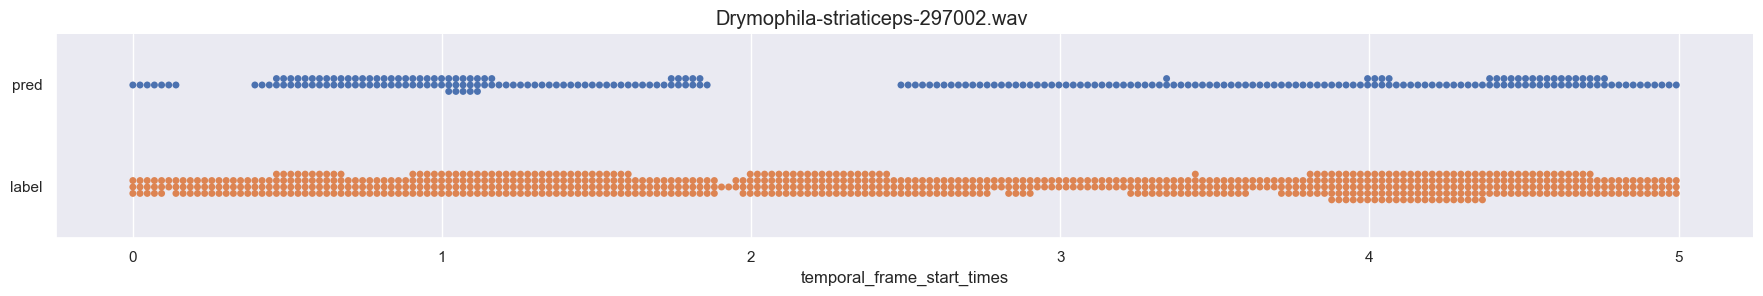 Drymophila-striaticeps-297002.wav
pred
label
0 1 2 3 4 5
temporal_frame_start_times